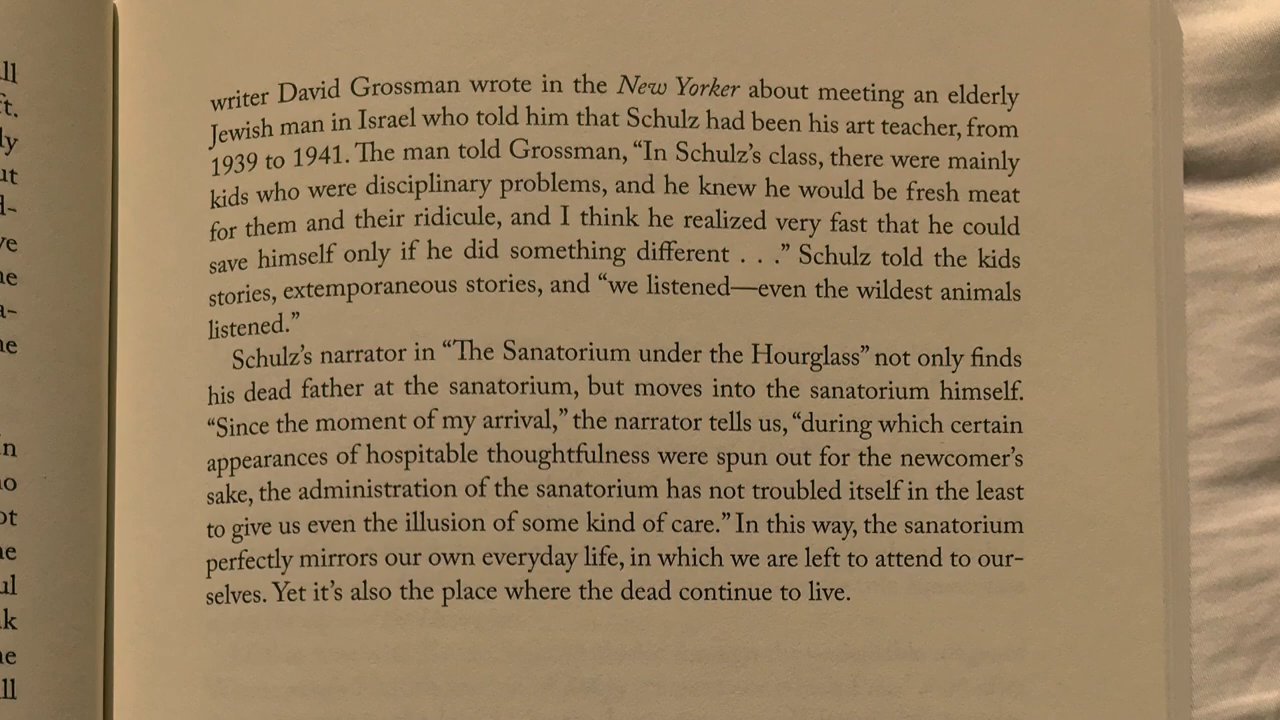 writer David Grossman wrote in the New Yorker about meeting an elderly
Jewish man in Israel who told him that Schulz had been his art teacher, from
1939 to 1941. The man told Grossman, “In Schulz’s class, there were mainly
kids who were disciplinary problems, and he knew he would be fresh meat
for them and their ridicule, and I think he realized very fast that he could
save himself only if he did something different . . .” Schulz told the kids
stories, extemporaneous stories, and “we listened—even the wildest animals
listened.”
Schulz’s narrator in “The Sanatorium under the Hourglass” not only finds
his dead father at the sanatorium, but moves into the sanatorium himself.
“Since the moment of my arrival,” the narrator tells us, “during which certain
appearances of hospitable thoughtfulness were spun out for the newcomer’s
sake, the administration of the sanatorium has not troubled itself in the least
to give us even the illusion of some kind of care.” In this way, the sanatorium
perfectly mirrors our own everyday life, in which we are left to attend to our-
selves. Yet it’s also the place where the dead continue to live.